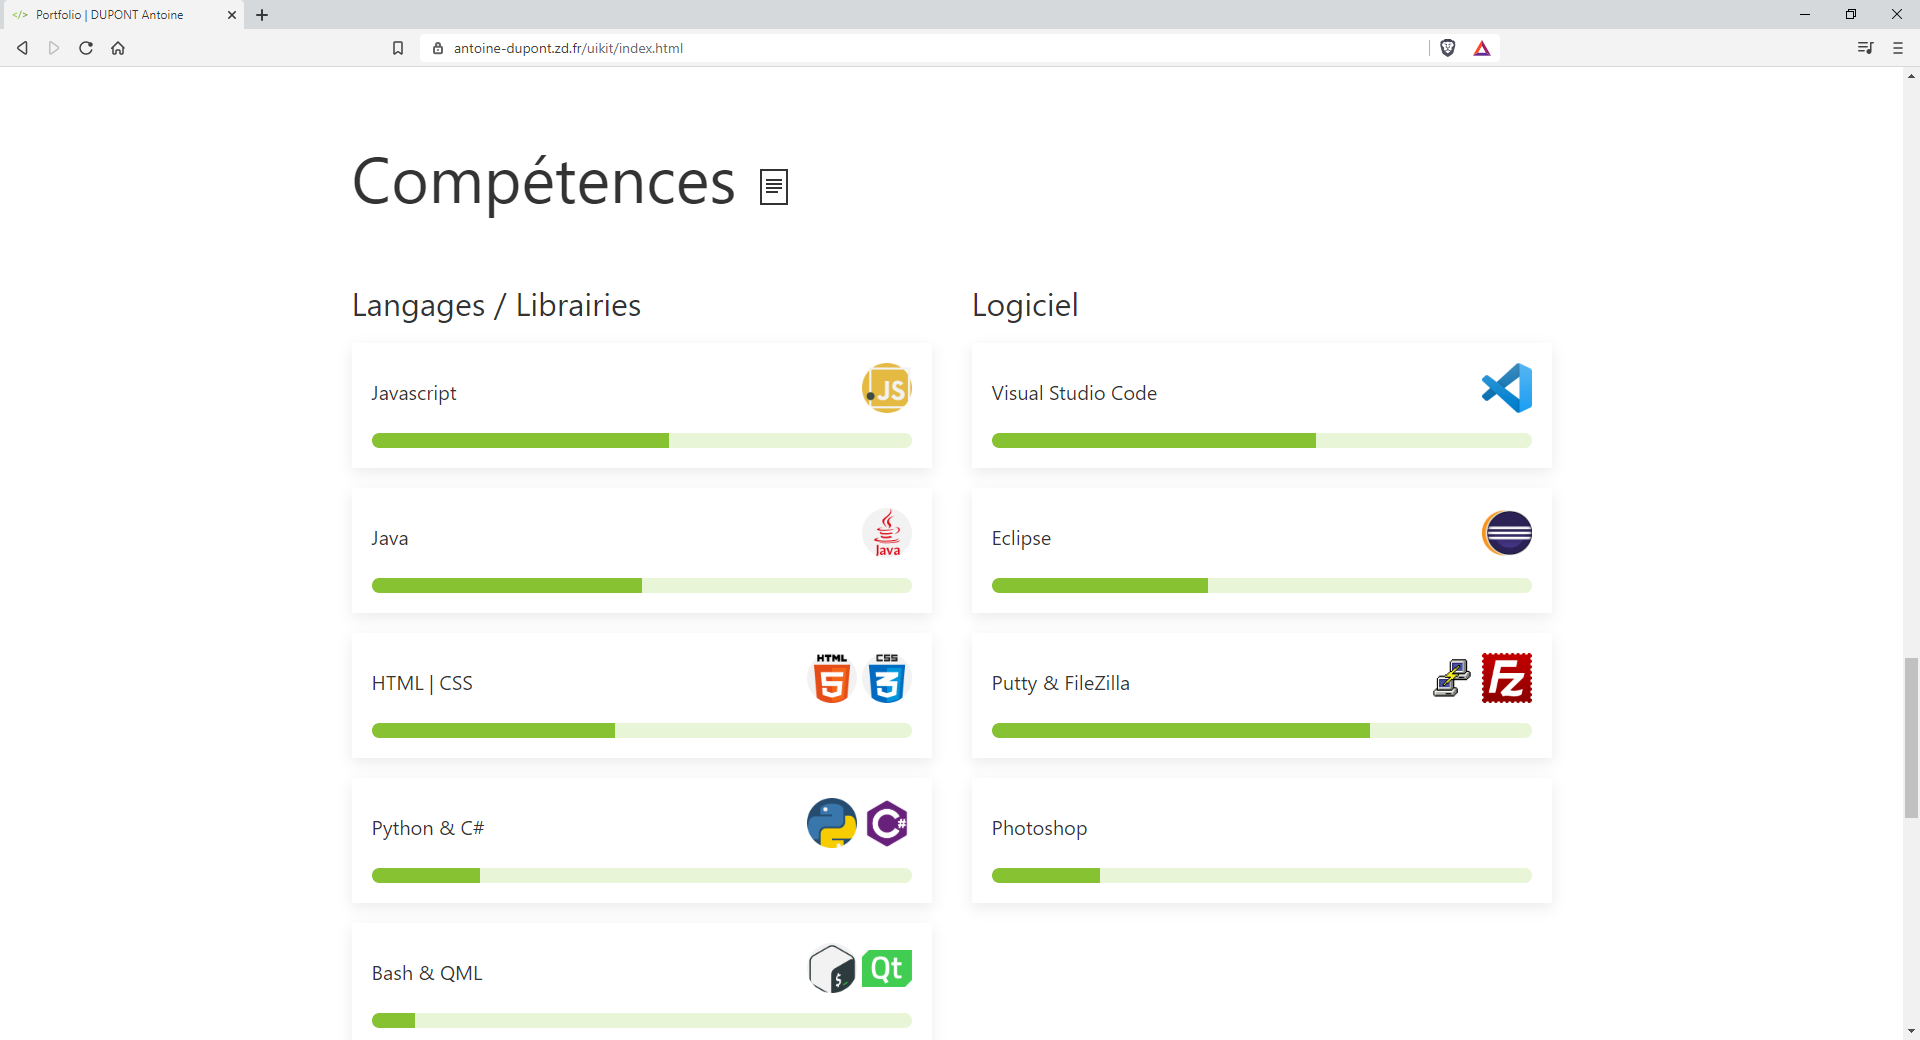 </> Portfolio | DUPONT Antoine
antoine-dupont.zd.fr/uikit/index.html
Compétences
Langages / Librairies
Javascript
JS
Java
Java
HTML | CSS
HTML
5
CSS
3
Python & C#
C#
Bash & QML
$
Qt
Logiciel
Visual Studio Code
Eclipse
Putty & FileZilla
Fz
Photoshop